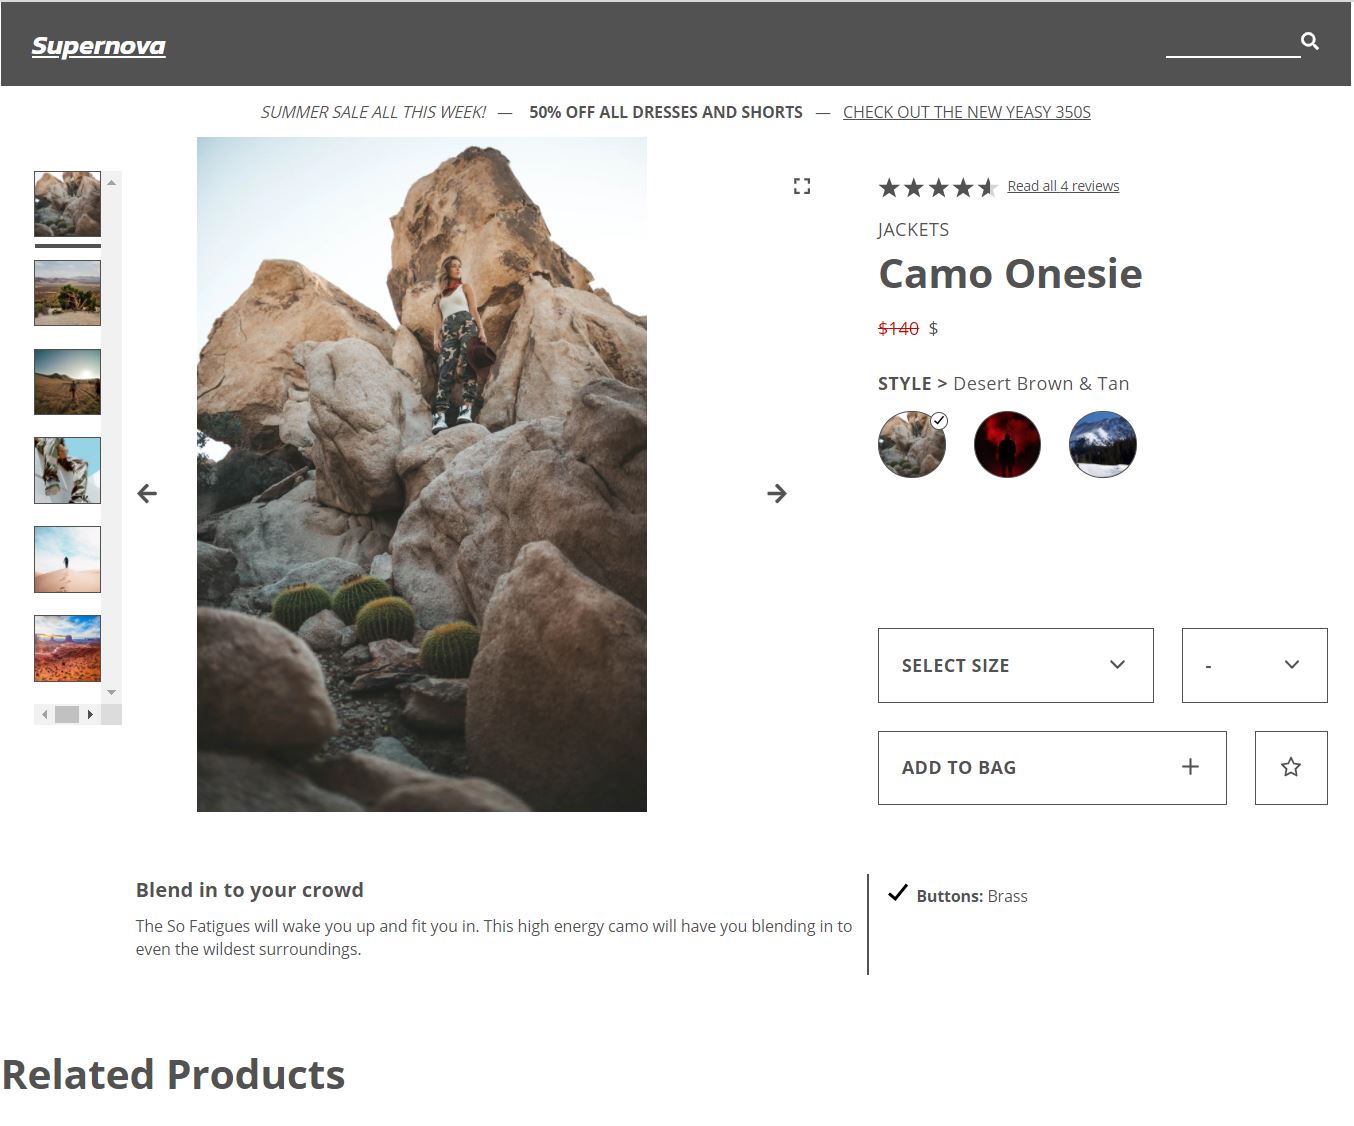 Supernova
SUMMER SALE ALL THIS WEEK! — 50% OFF ALL DRESSES AND SHORTS — CHECK OUT THE NEW YEASY 350S
Read all 4 reviews
JACKETS
Camo Onesie
$140 $
STYLE > Desert Brown & Tan
SELECT SIZE
-
ADD TO BAG
Blend in to your crowd
The So Fatigues will wake you up and fit you in. This high energy camo will have you blending in to
even the wildest surroundings.
Buttons: Brass
Related Products